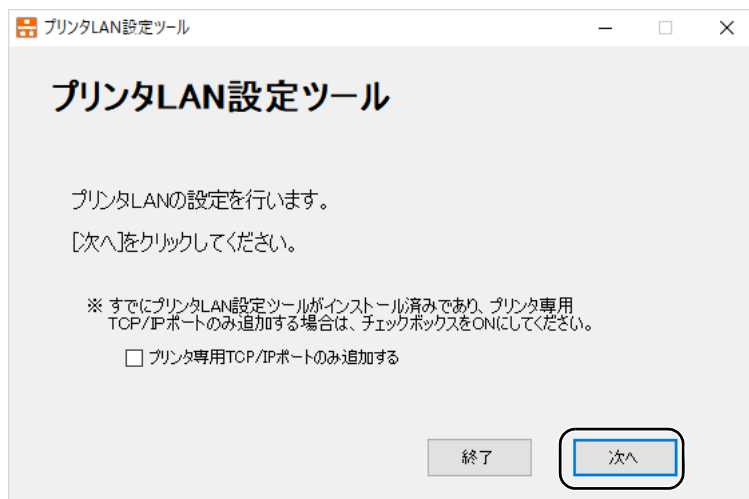 プリンタLAN設定ツール
プリンタLAN設定ツール
プリンタLANの設定を行います。
[次へ]をクリックしてください。
※ すでにプリンタLAN設定ツールがインストール済みであり、プリンタ専用
TCP/IPポートのみ追加する場合は、チェックボックスをONにしてください。
プリンタ専用TCP/IPポートのみ追加する
終了
次へ